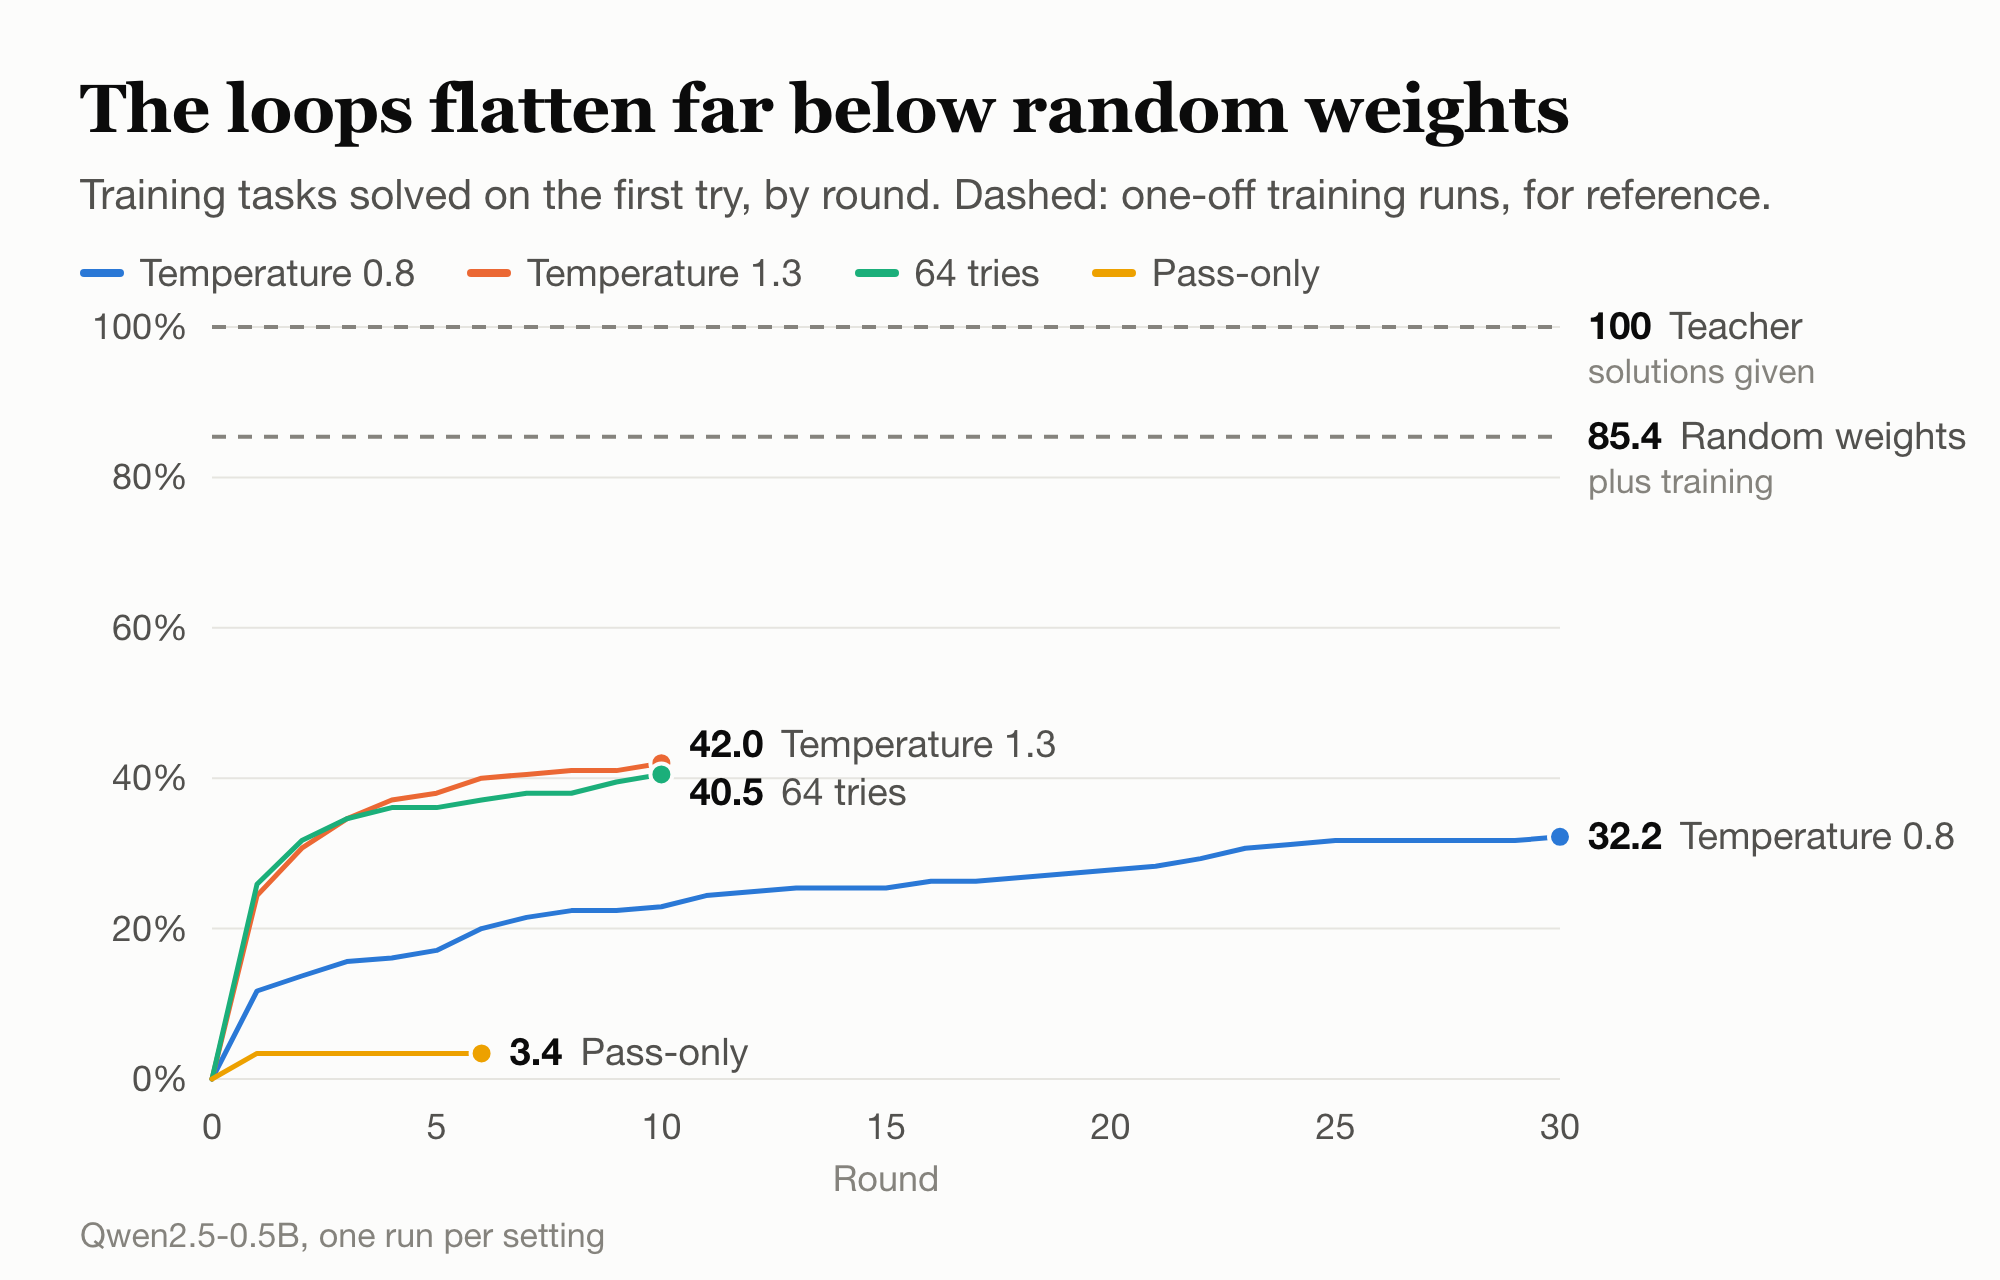 The loops flatten far below random weights
Training tasks solved on the first try, by round. Dashed: one-off training runs, for reference.
Temperature 0.8 Temperature 1.3 64 tries Pass-only
100%
100 Teacher
solutions given
85.4 Random weights
plus training
80%
60%
42.0 Temperature 1.3
40%
40.5 64 tries
32.2 Temperature 0.8
20%
3.4 Pass-only
0%
0 5 10 15 20 25 30
Round
Qwen2.5-0.5B, one run per setting